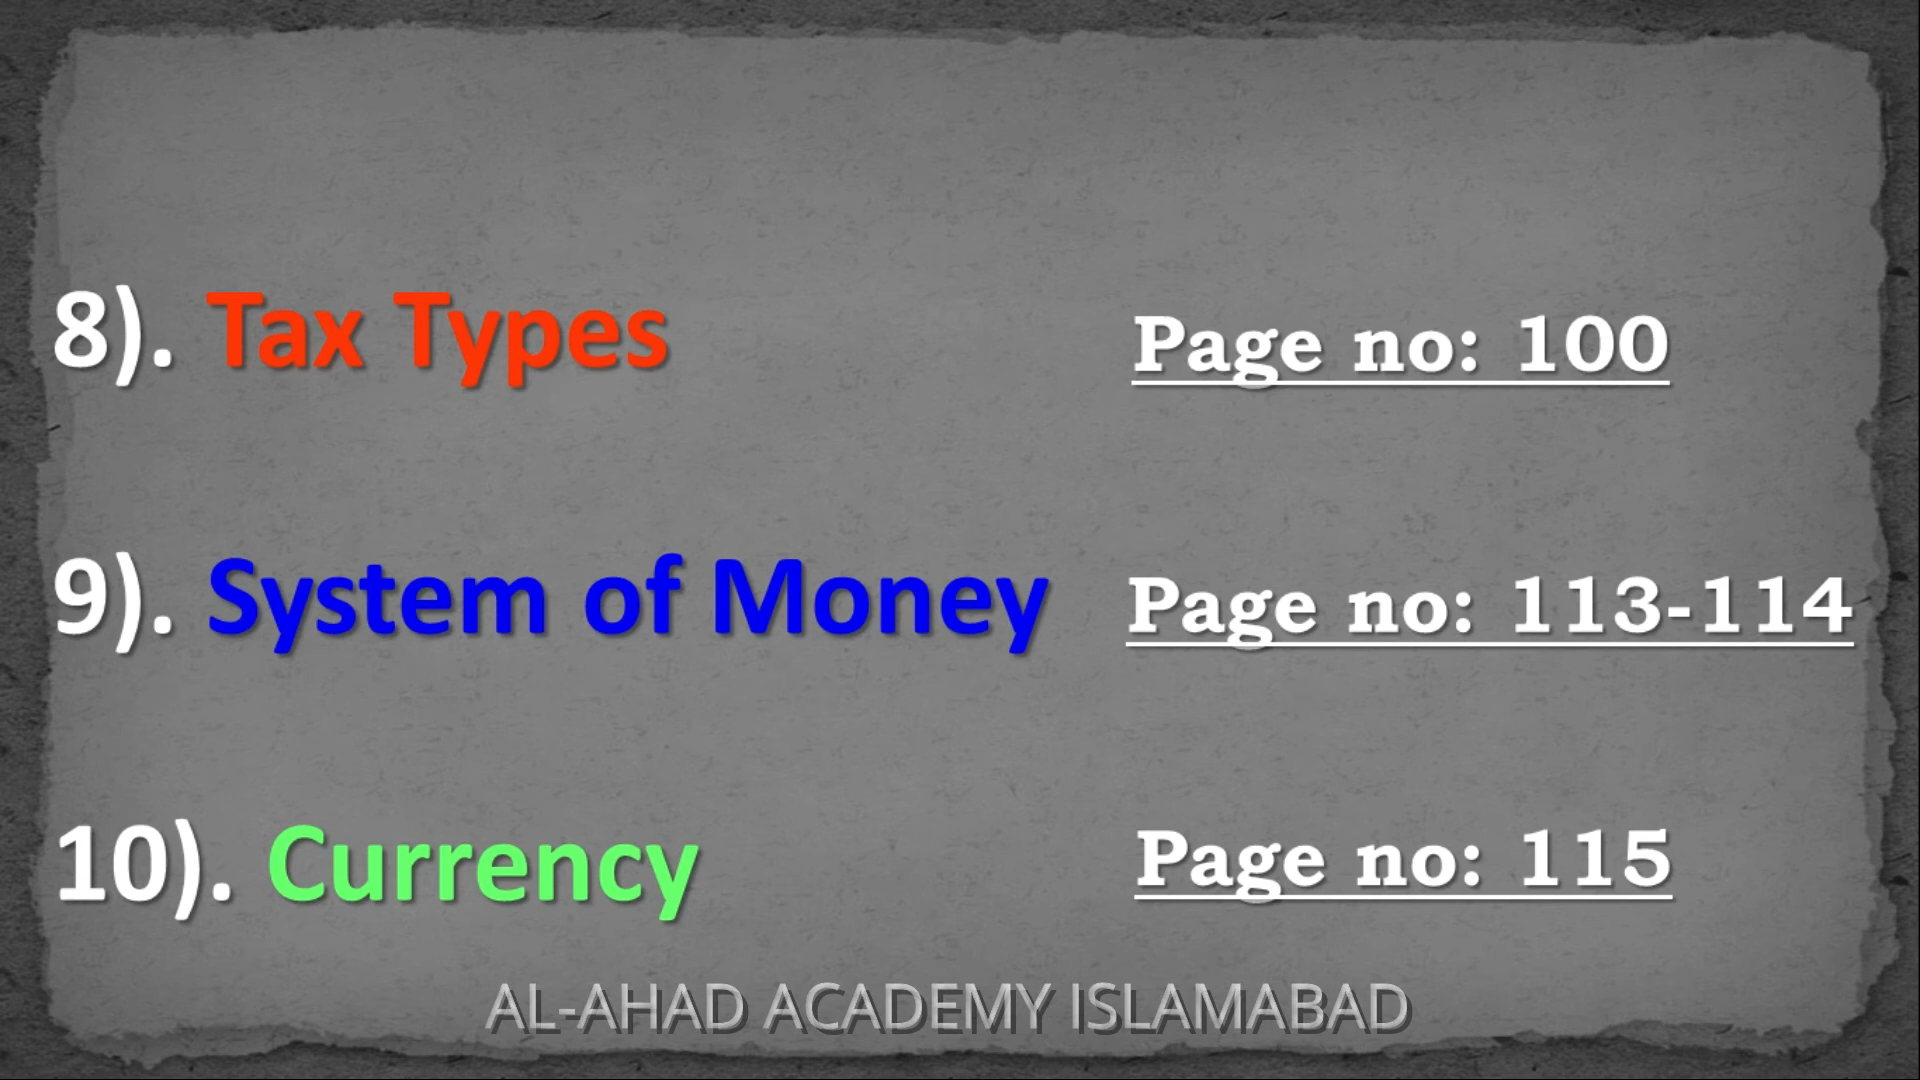 8). Tax Types Page no: 100
9). System of Money Page no: 113-114
10). Currency Page no: 115
AL-AHAD ACADEMY ISLAMABAD